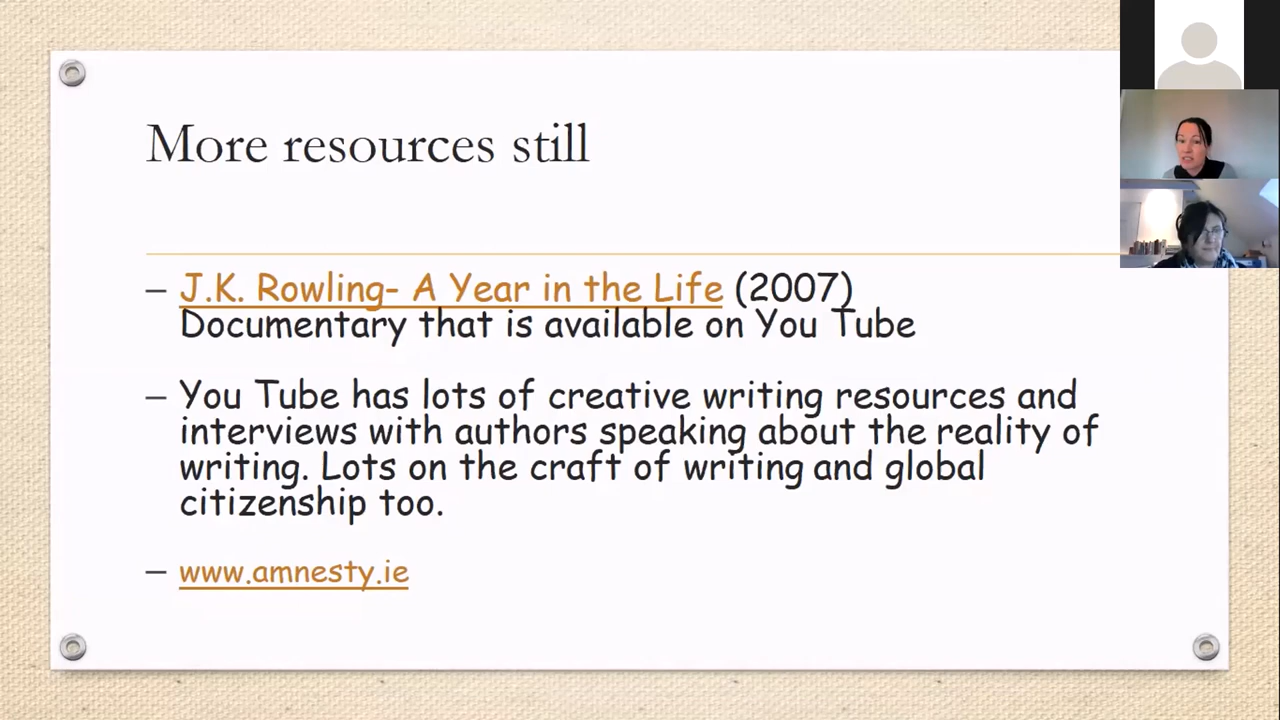 More resources still
– J.K. Rowling- A Year in the Life (2007)
Documentary that is available on You Tube
– You Tube has lots of creative writing resources and
interviews with authors speaking about the reality of
writing. Lots on the craft of writing and global
citizenship too.
– www.amnesty.ie